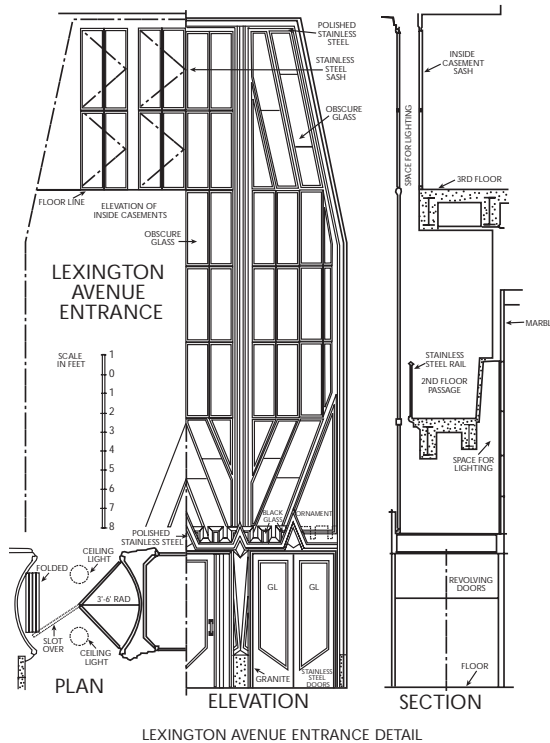 POLISHED
STAINLESS
STEEL
STAINLESS
STEEL
SASH
OBSCURE
GLASS
INSIDE
CASEMENT
SASH
SPACE FOR LIGHTING
3RD FLOOR
FLOOR LINE
ELEVATION OF
INSIDE CASEMENTS
OBSCURE
GLASS
LEXINGTON
AVENUE
ENTRANCE
SCALE
IN FEET
1
0
1
2
3
4
5
6
7
8
MARBL
STAINLESS
STEEL RAIL
2ND FLOOR
PASSAGE
SPACE FOR
LIGHTING
BLACK
GLASS
ORNAMENT
POLISHED
STAINLESS STEEL
FOLDED
CEILING
LIGHT
3'-6' RAD
SLOT
OVER
CEILING
LIGHT
GL
GL
GRANITE
STAINLESS
STEEL
DOORS
REVOLVING
DOORS
FLOOR
PLAN
ELEVATION
SECTION
LEXINGTON AVENUE ENTRANCE DETAIL